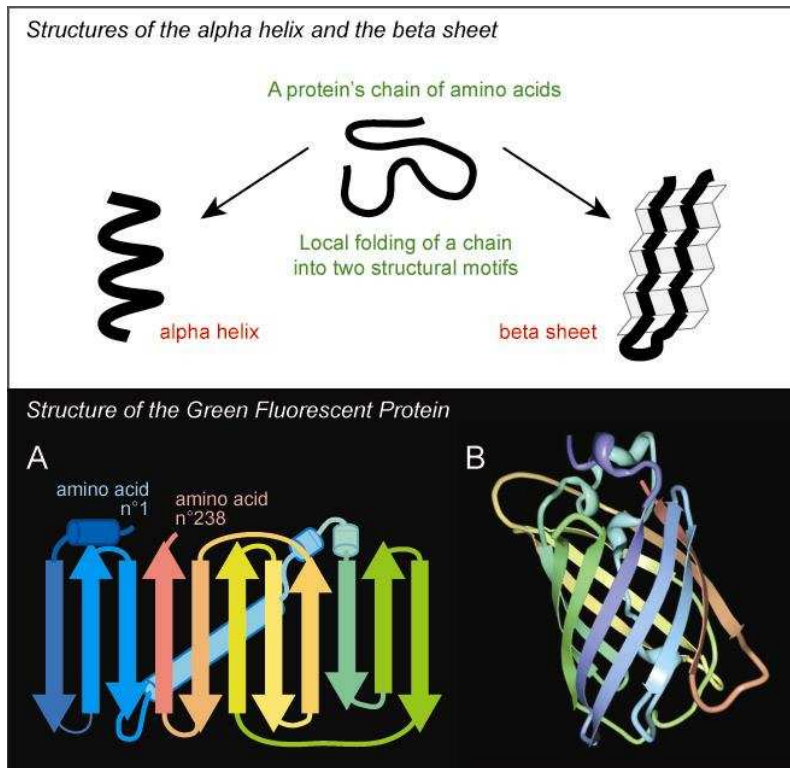 Structures of the alpha helix and the beta sheet
A protein's chain of amino acids
Local folding of a chain
into two structural motifs
alpha helix
beta sheet
Structure of the Green Fluorescent Protein
A
B
amino acid
n°1
amino acid
n°238